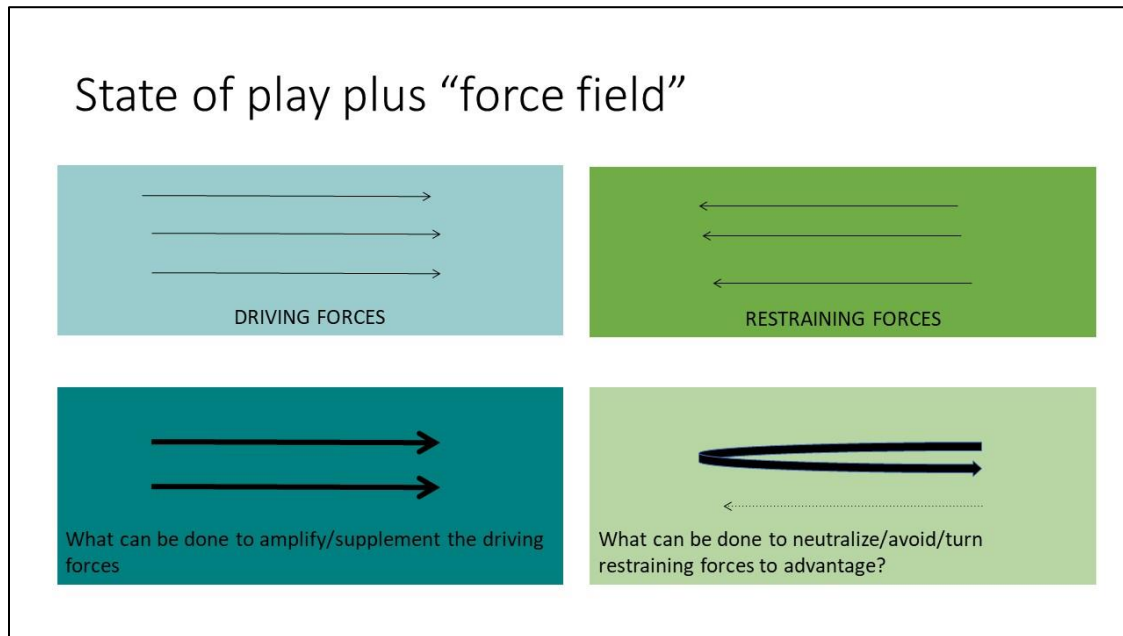 State of play plus “force field”
DRIVING FORCES
RESTRAINING FORCES
What can be done to amplify/supplement the driving
forces
What can be done to neutralize/avoid/turn
restraining forces to advantage?